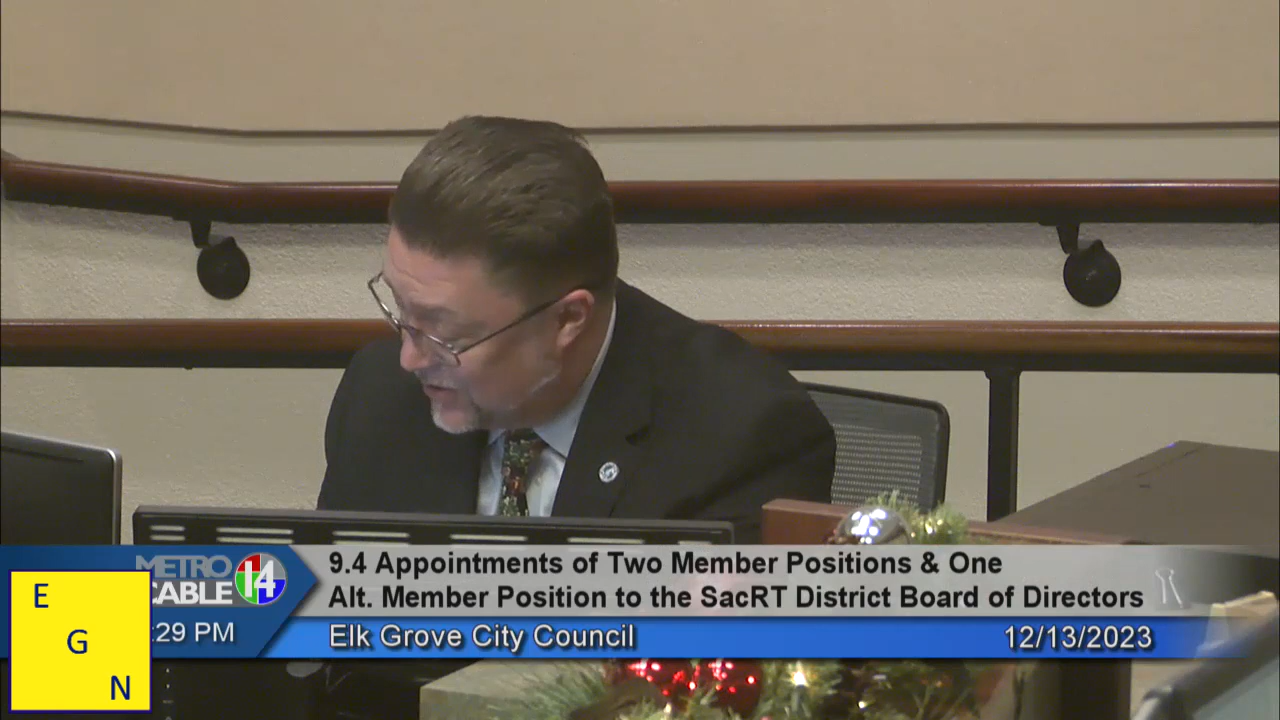 METRO
CABLE 14
:29 PM
9.4 Appointments of Two Member Positions & One
Alt. Member Position to the SacRT District Board of Directors
Elk Grove City Council
12/13/2023
E
G
N